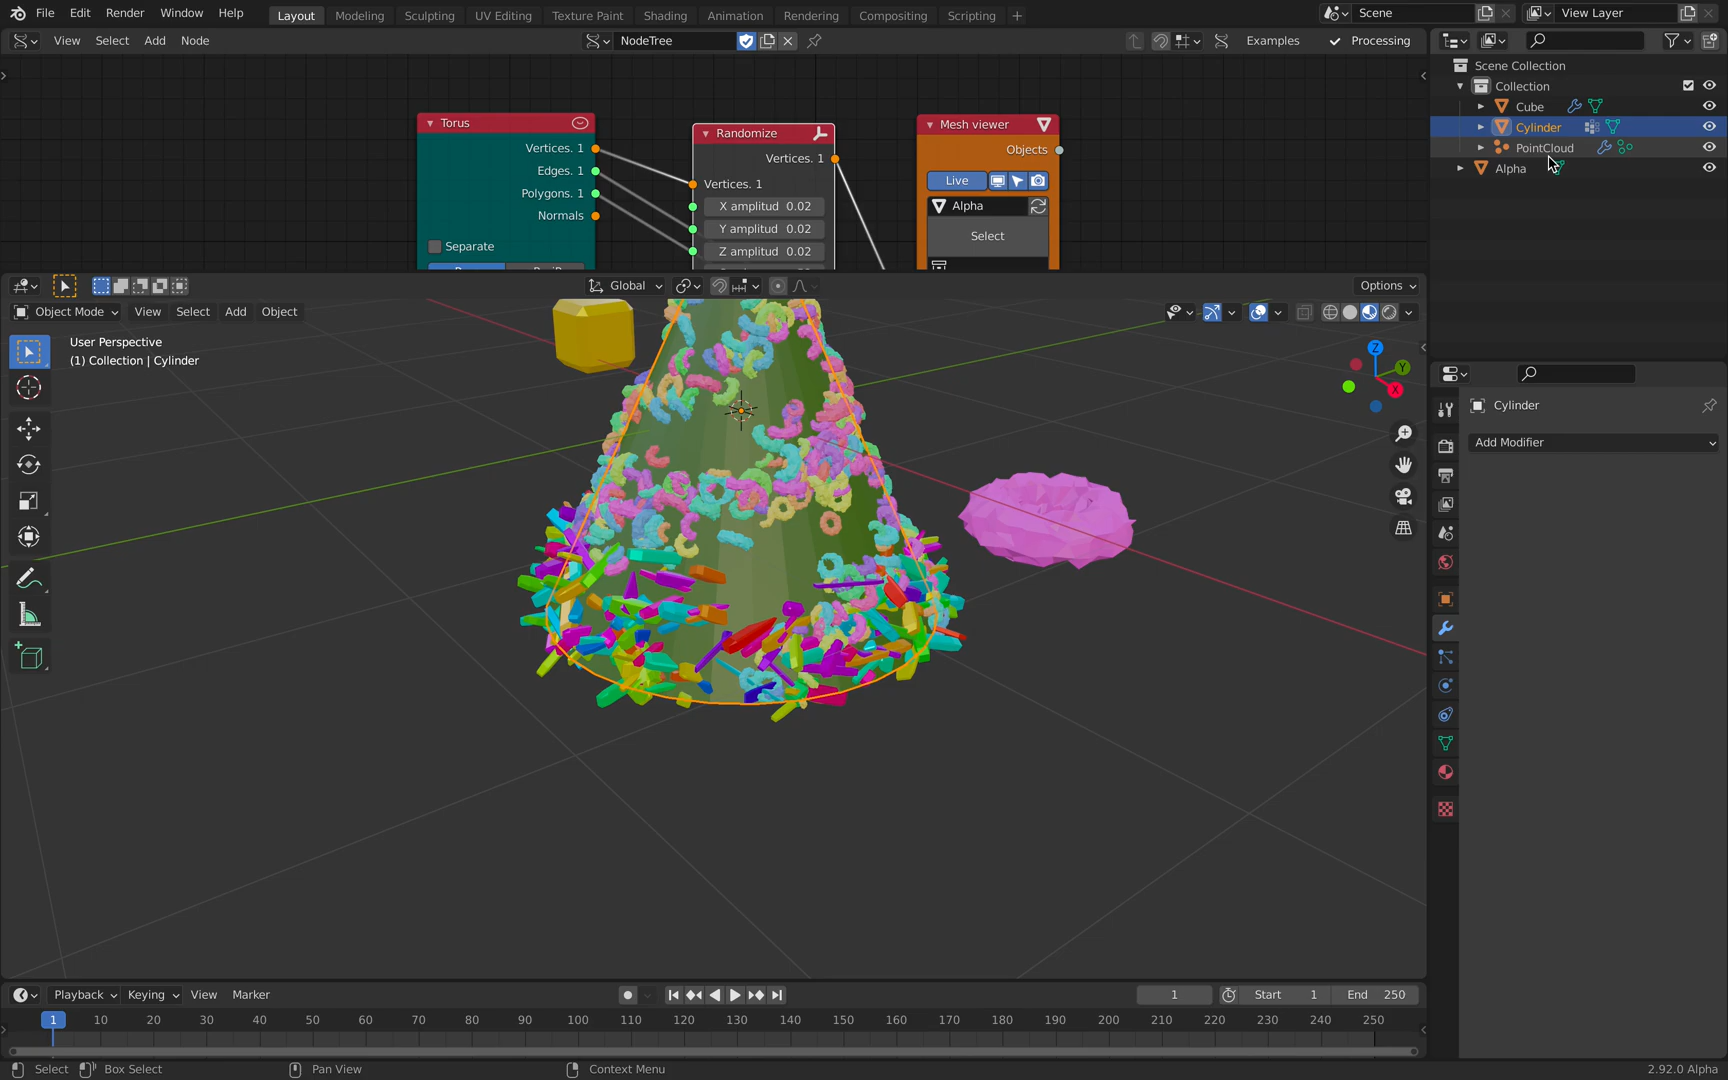 File Edit Render Window Help Layout Modeling Sculpting UV Editing Texture Paint Shading Animation Rendering Compositing Scripting + Scene View Layer
View Select Add Node NodeTree Examples Processing
Torus
Vertices. 1
Edges. 1
Polygons. 1
Normals
Separate
Randomize
Vertices. 1
Vertices. 1
X amplitud 0.02
Y amplitud 0.02
Z amplitud 0.02
Mesh viewer
Objects
Live
Alpha
Select
Scene Collection
Collection
Cube
Cylinder
PointCloud
Alpha
Global Options
Object Mode View Select Add Object
User Perspective
(1) Collection | Cylinder
Z
Y
X
Cylinder
Add Modifier
Playback Keying View Marker 1 Start 1 End 250
1 10 20 30 40 50 60 70 80 90 100 110 120 130 140 150 160 170 180 190 200 210 220 230 240 250
Select Box Select Pan View Context Menu 2.92.0 Alpha